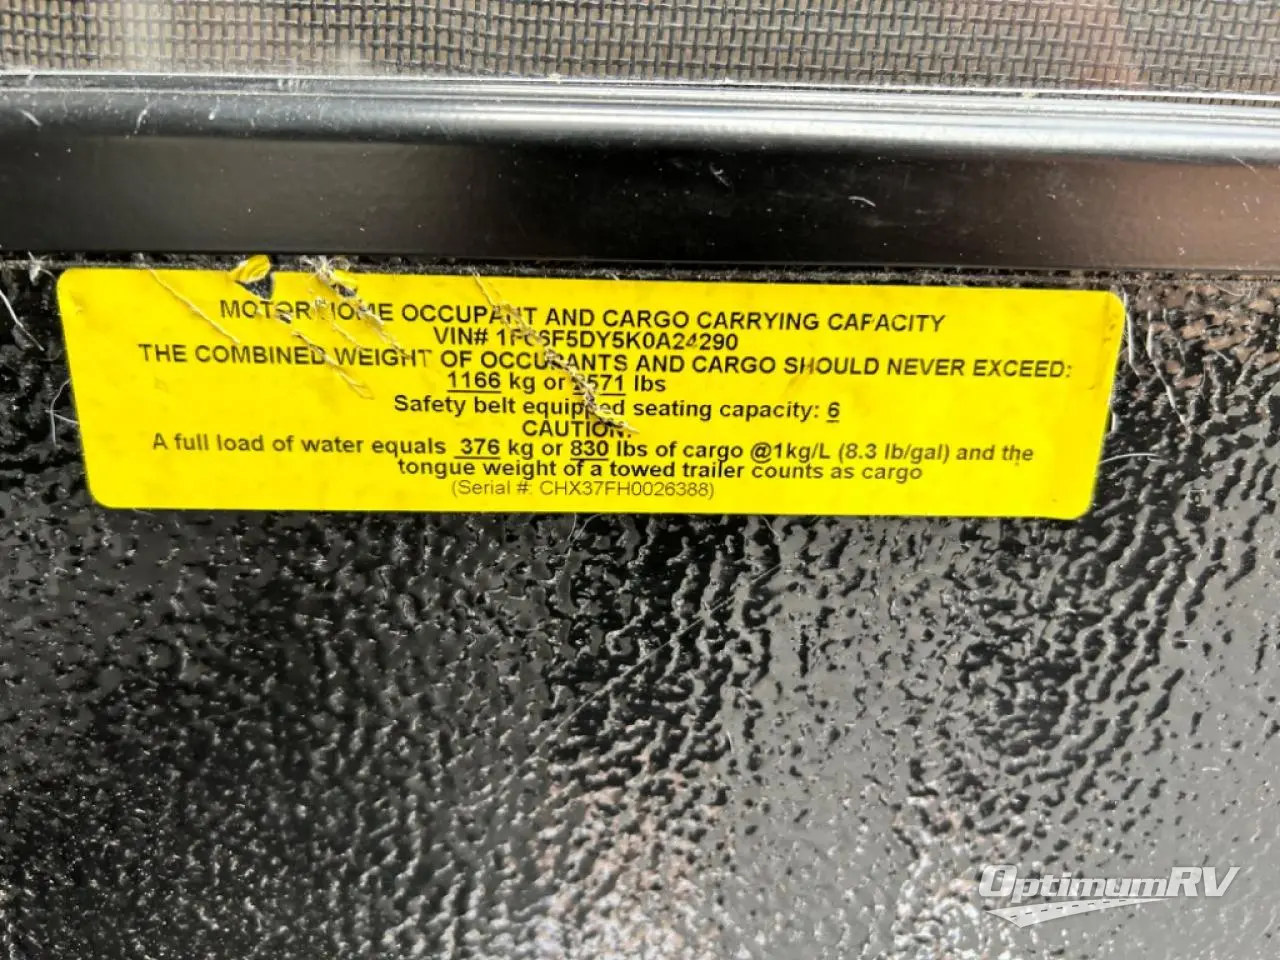 MOTORHOME OCCUPANT AND CARGO CARRYING CAPACITY
VIN# 1F66F5DY5K0A24290
THE COMBINED WEIGHT OF OCCUPANTS AND CARGO SHOULD NEVER EXCEED:
1166 kg or 2571 lbs
Safety belt equipped seating capacity: 6
CAUTION:
A full load of water equals 376 kg or 830 lbs of cargo @1kg/L (8.3 lb/gal) and the
tongue weight of a towed trailer counts as cargo
(Serial #: CHX37FH0026388)
OptimumRV